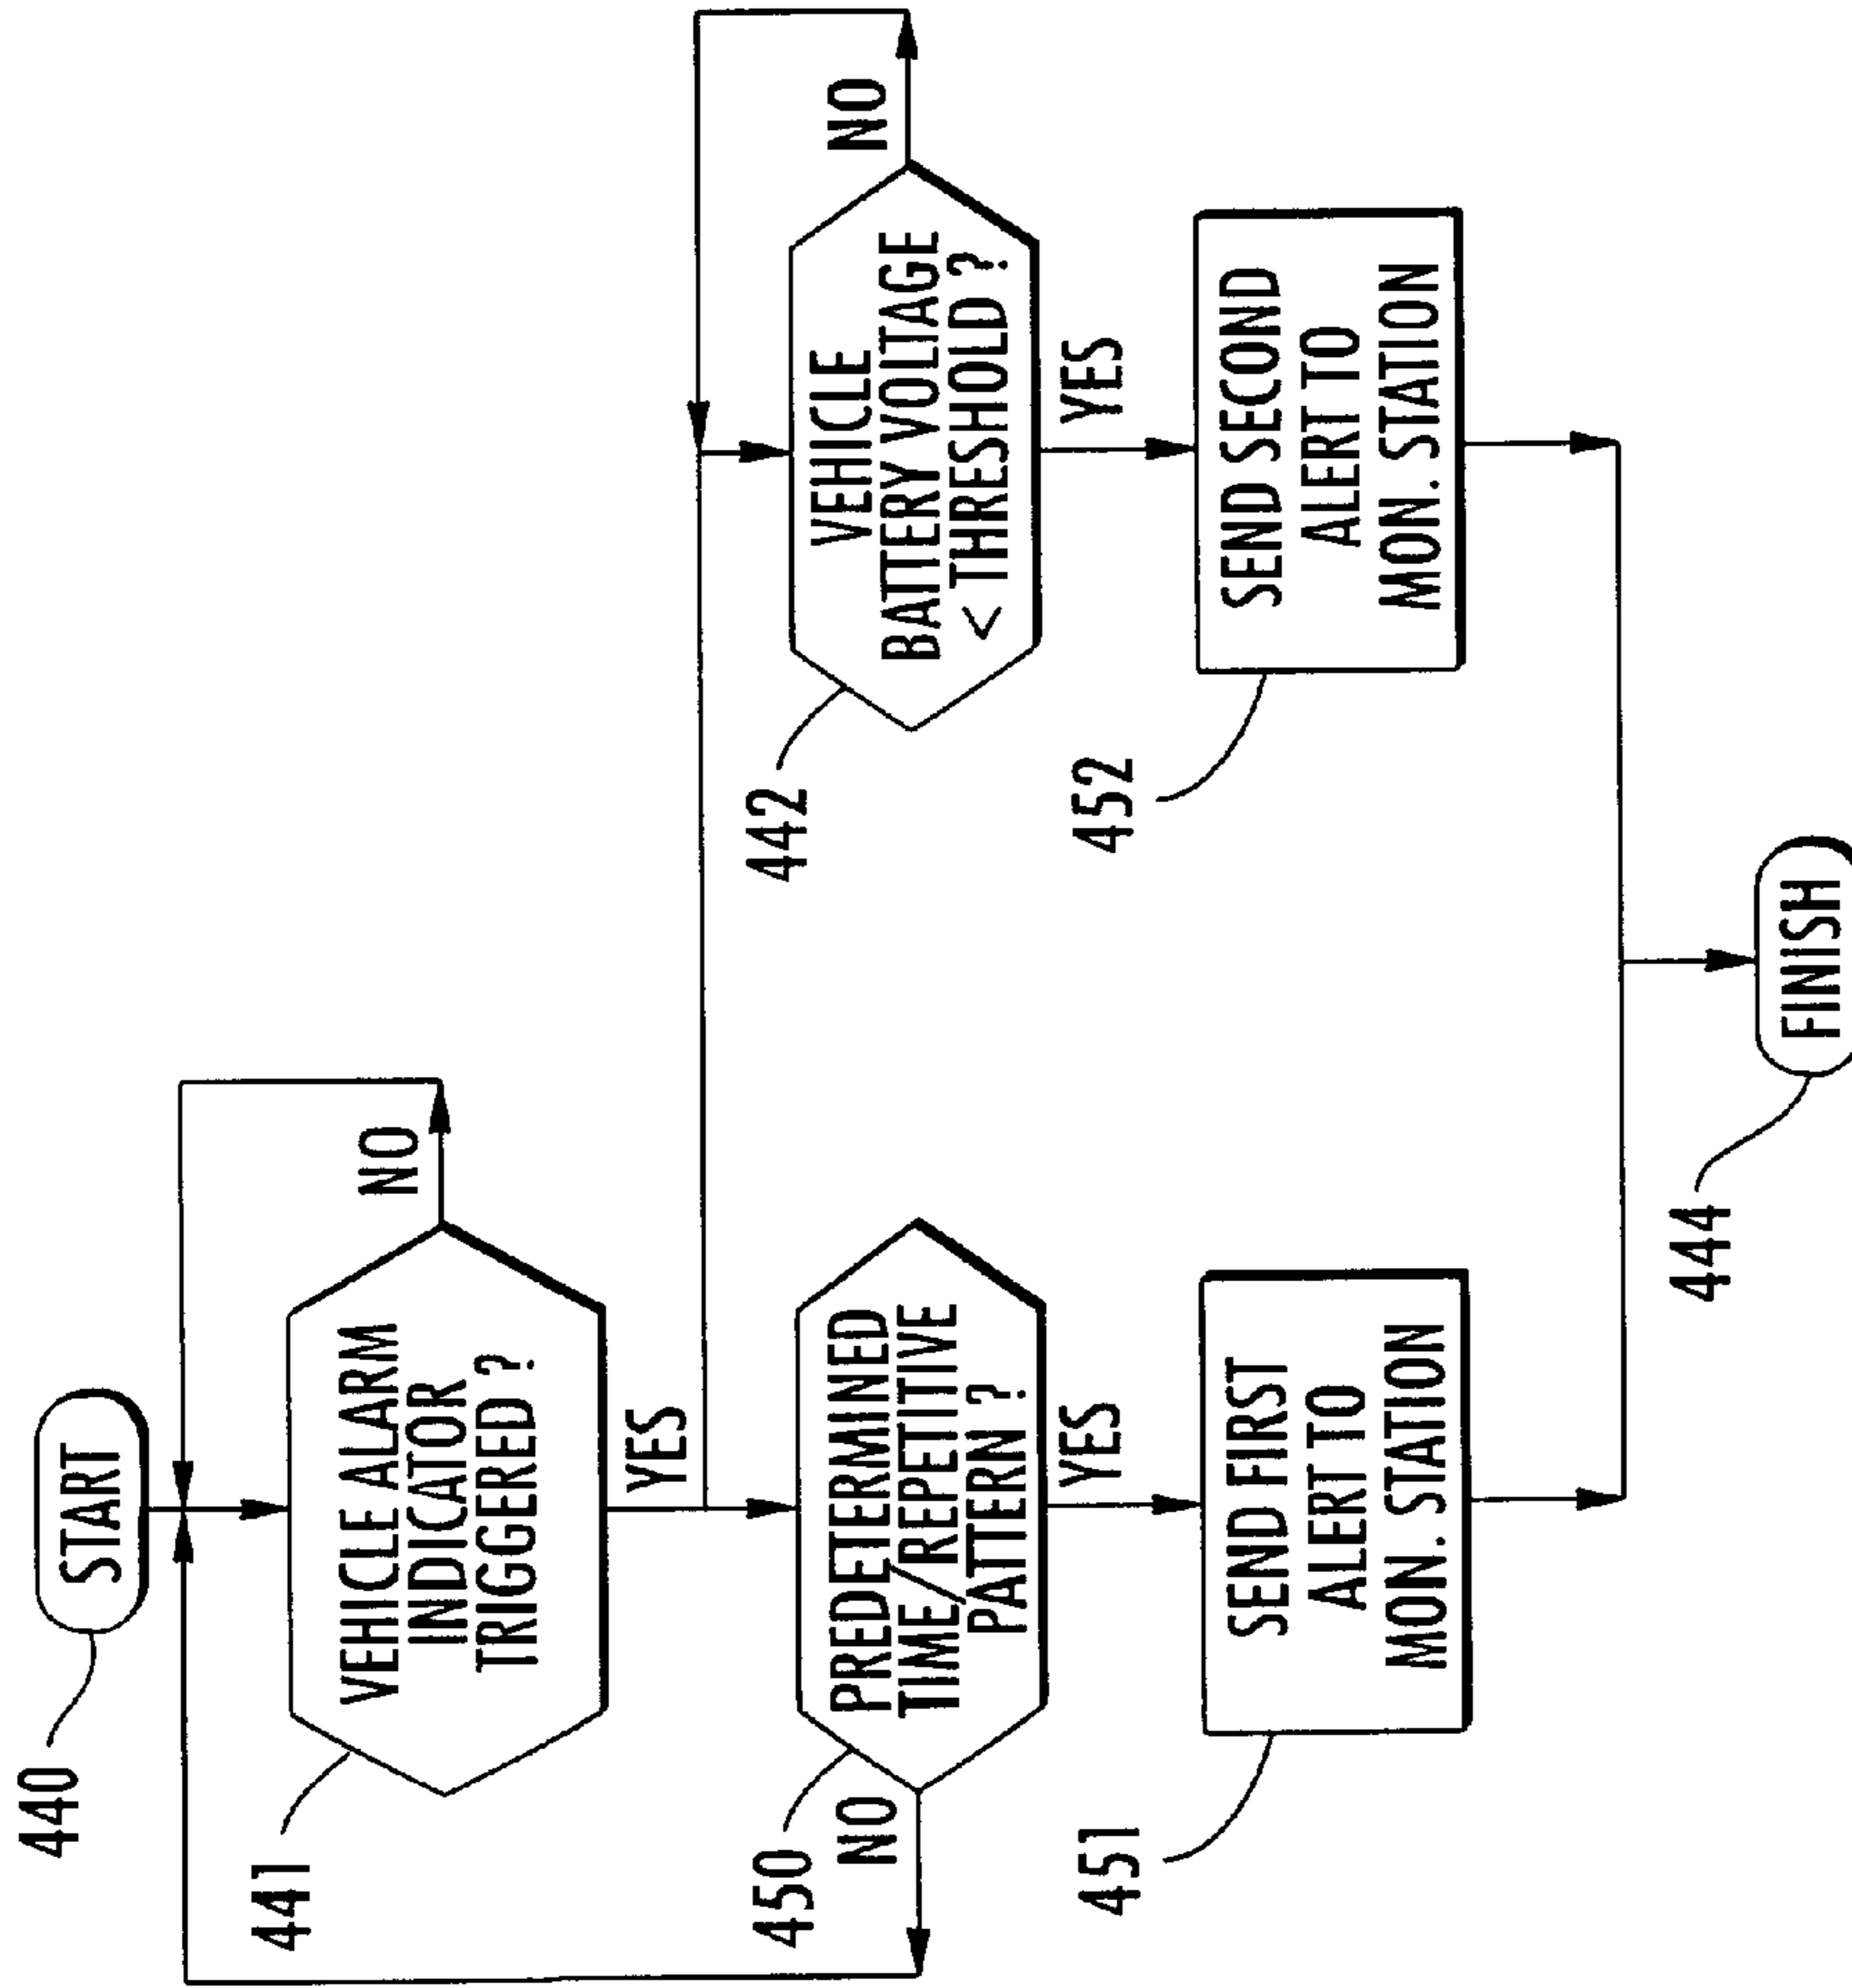 440
START
441
VEHICLE ALARM
INDICATOR
TRIGGERED?
NO
YES
450
PREDETERMINED
TIME/REPETITIVE
PATTERN?
NO
YES
451
SEND FIRST
ALERT TO
MON. STATION
442
VEHICLE
BATTERY VOLTAGE
< THRESHOLD?
NO
YES
452
SEND SECOND
ALERT TO
MON. STATION
444
FINISH